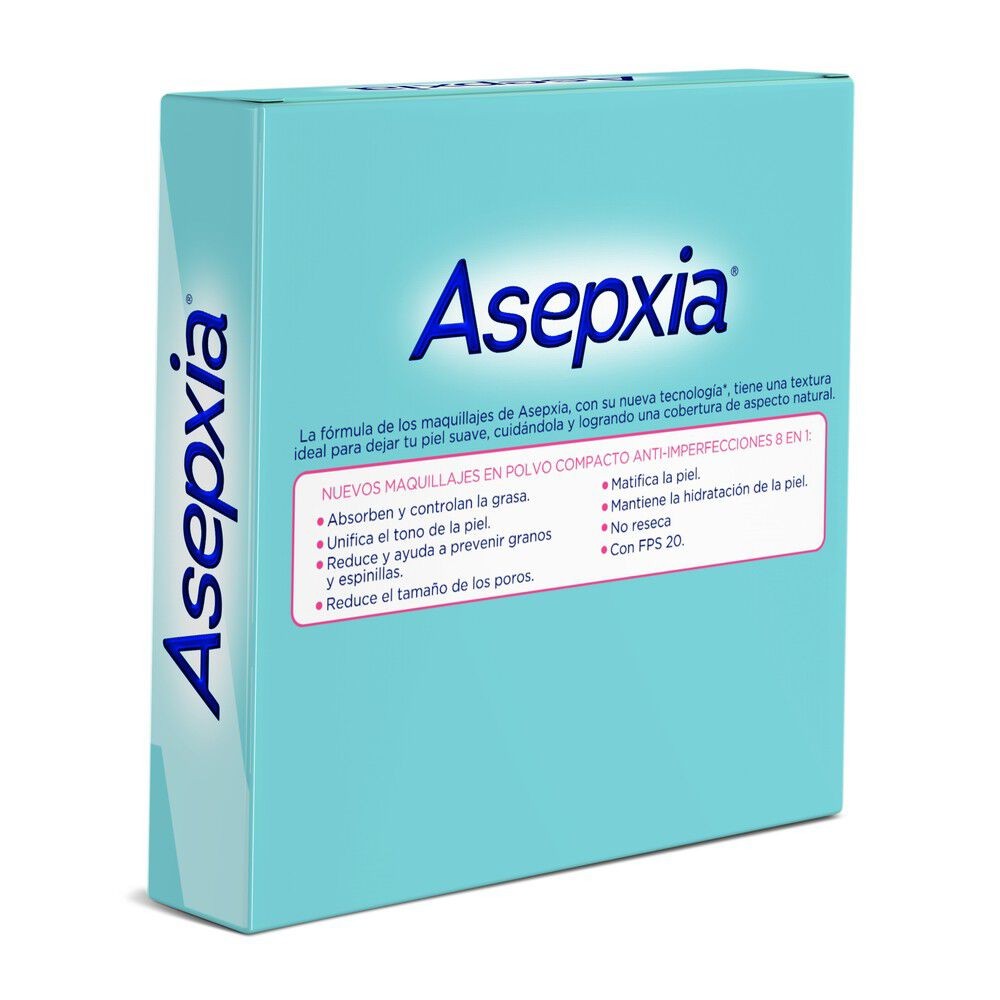 Asepxia
Asepxia®
Asepxia®
La fórmula de los maquillajes de Asepxia, con su nueva tecnología*, tiene una textura
ideal para dejar tu piel suave, cuidándola y logrando una cobertura de aspecto natural.
NUEVOS MAQUILLAJES EN POLVO COMPACTO ANTI-IMPERFECCIONES 8 EN 1:
• Absorben y controlan la grasa.
• Unifica el tono de la piel.
• Reduce y ayuda a prevenir granos
y espinillas.
• Reduce el tamaño de los poros.
• Matifica la piel.
• Mantiene la hidratación de la piel.
• No reseca
• Con FPS 20.